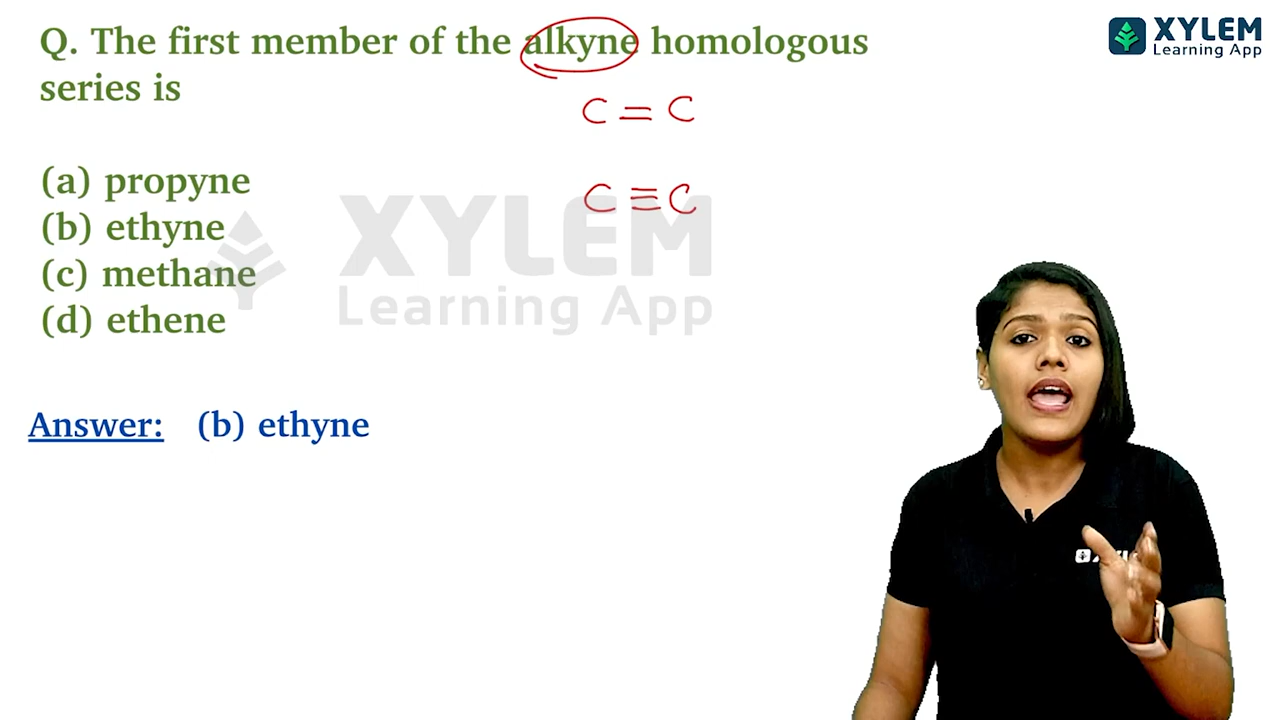 Q. The first member of the alkyne homologous
series is
C = C
C ≡ C
(a) propyne
(b) ethyne
(c) methane
(d) ethene
Answer: (b) ethyne
XYLEM
Learning App
XYLEM
Learning App